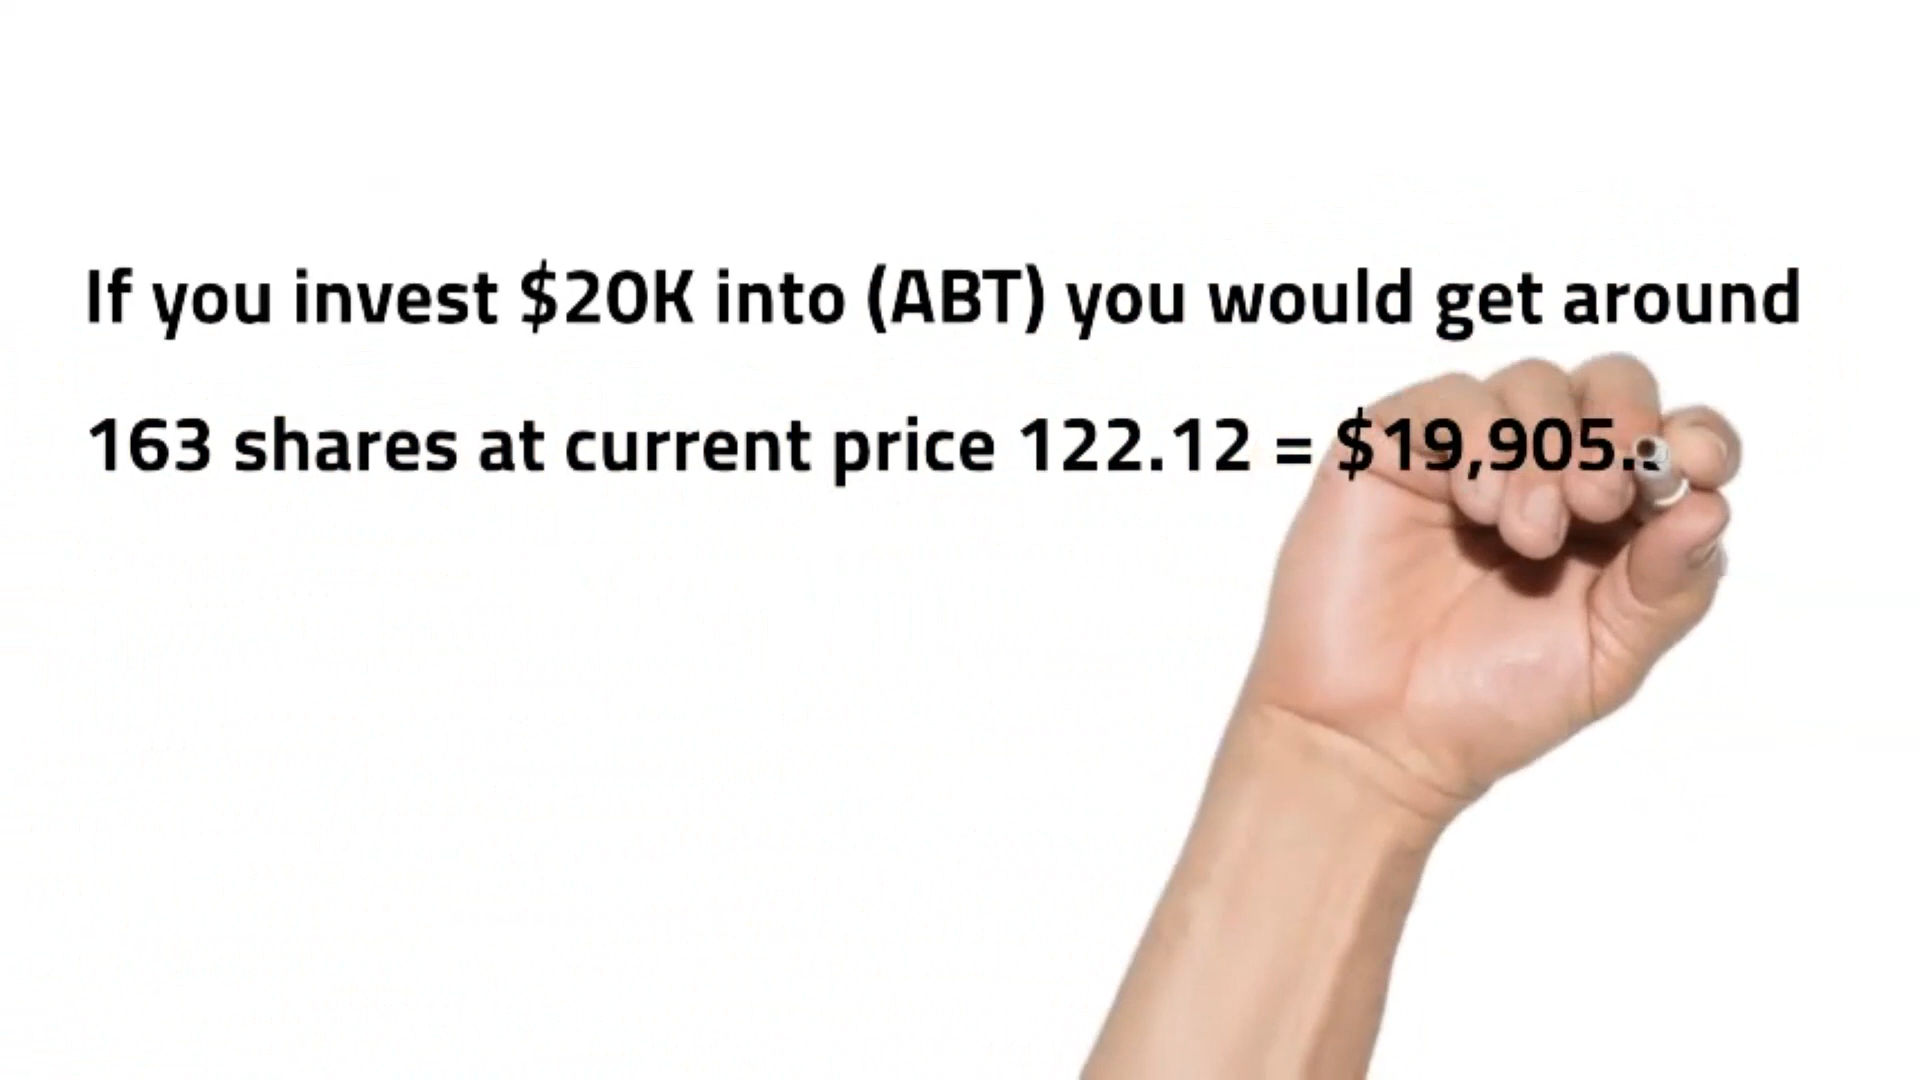 If you invest $20K into (ABT) you would get around
163 shares at current price 122.12 = $19,905.